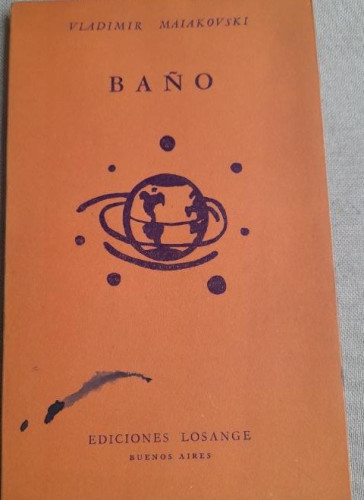 VLADIMIR MAIAKOVSKI
BAÑO
EDICIONES LOSANGE
BUENOS AIRES